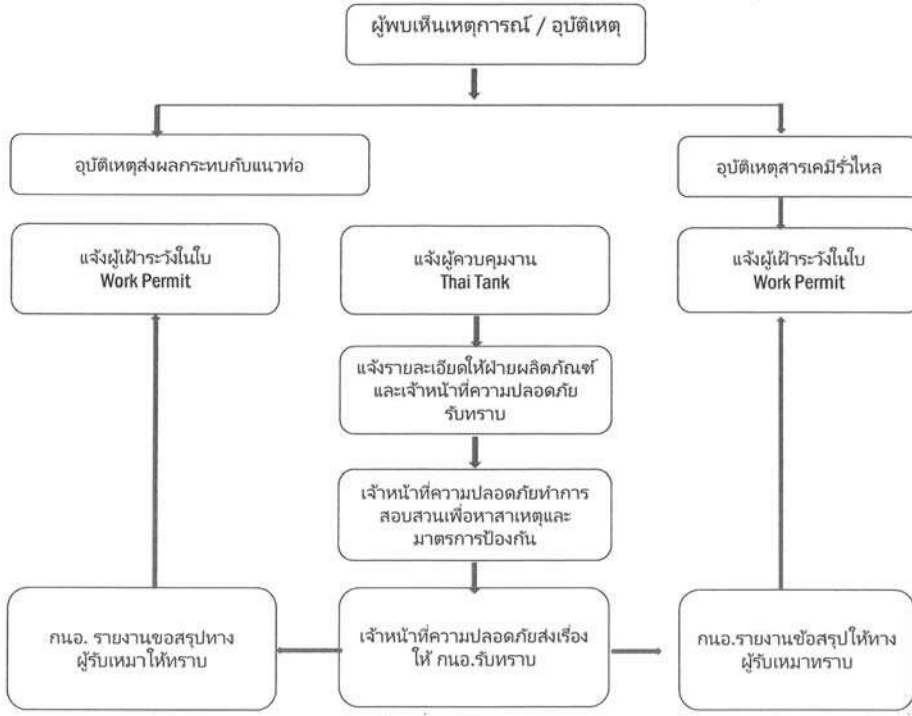 ผู้พบเห็นเหตุการณ์ / อุบัติเหตุ
อุบัติเหตุส่งผลกระทบกับแนวท่อ
อุบัติเหตุสารเคมีรั่วไหล
แจ้งผู้เฝ้าระวังในใบ
Work Permit
แจ้งผู้ควบคุมงาน
Thai Tank
แจ้งผู้เฝ้าระวังในใบ
Work Permit
แจ้งรายละเอียดให้ฝ่ายผลิตภัณฑ์
และเจ้าหน้าที่ความปลอดภัย
รับทราบ
เจ้าหน้าที่ความปลอดภัยทำการ
สอบสวนเพื่อหาสาเหตุและ
มาตรการป้องกัน
กนอ. รายงานขอสรุปทาง
ผู้รับเหมาให้ทราบ
เจ้าหน้าที่ความปลอดภัยส่งเรื่อง
ให้ กนอ.รับทราบ
กนอ.รายงานข้อสรุปให้ทาง
ผู้รับเหมาทราบ